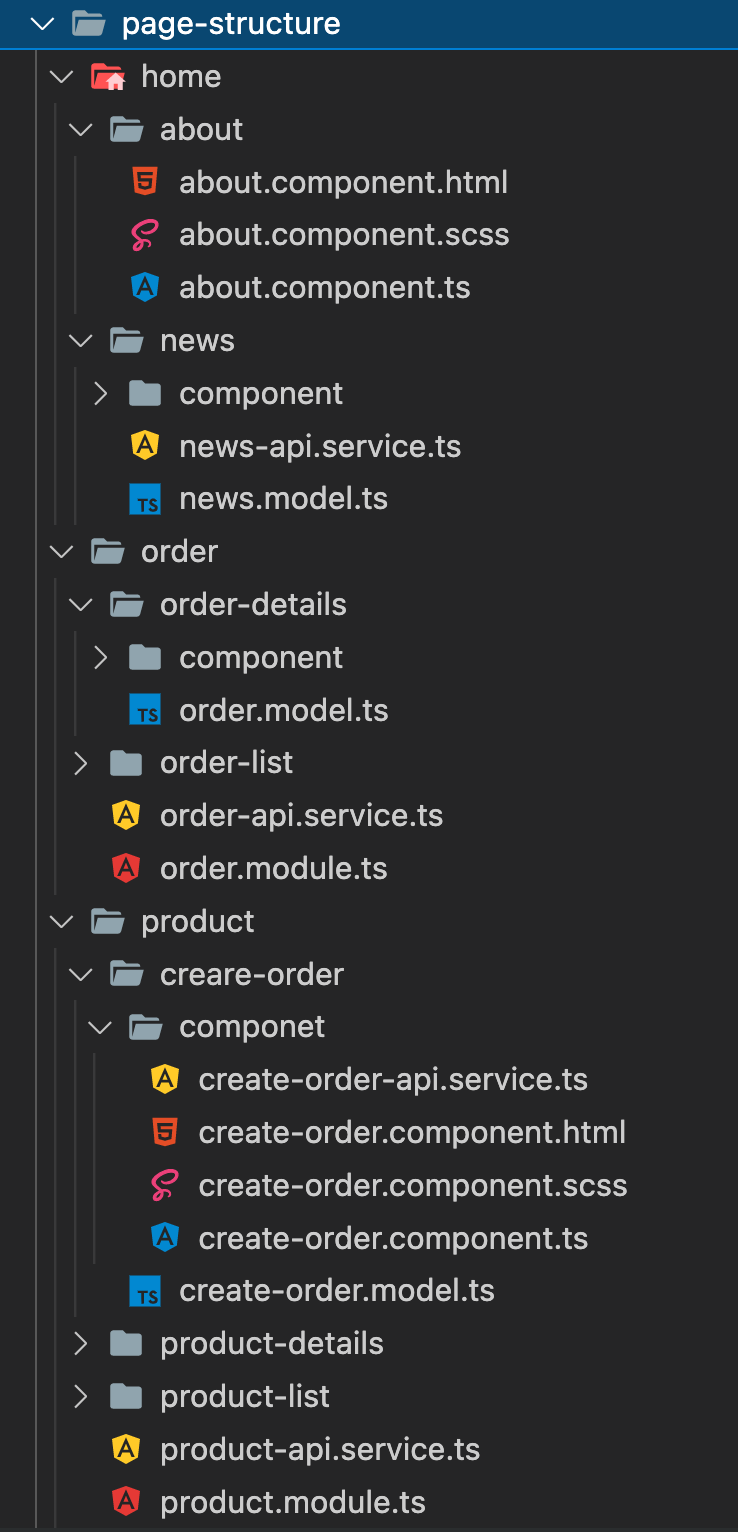 page-structure
home
about
about.component.html
about.component.scss
about.component.ts
news
component
news-api.service.ts
TS news.model.ts
order
order-details
component
TS order.model.ts
order-list
order-api.service.ts
order.module.ts
product
creare-order
componet
create-order-api.service.ts
create-order.component.html
create-order.component.scss
create-order.component.ts
TS create-order.model.ts
product-details
product-list
product-api.service.ts
product.module.ts